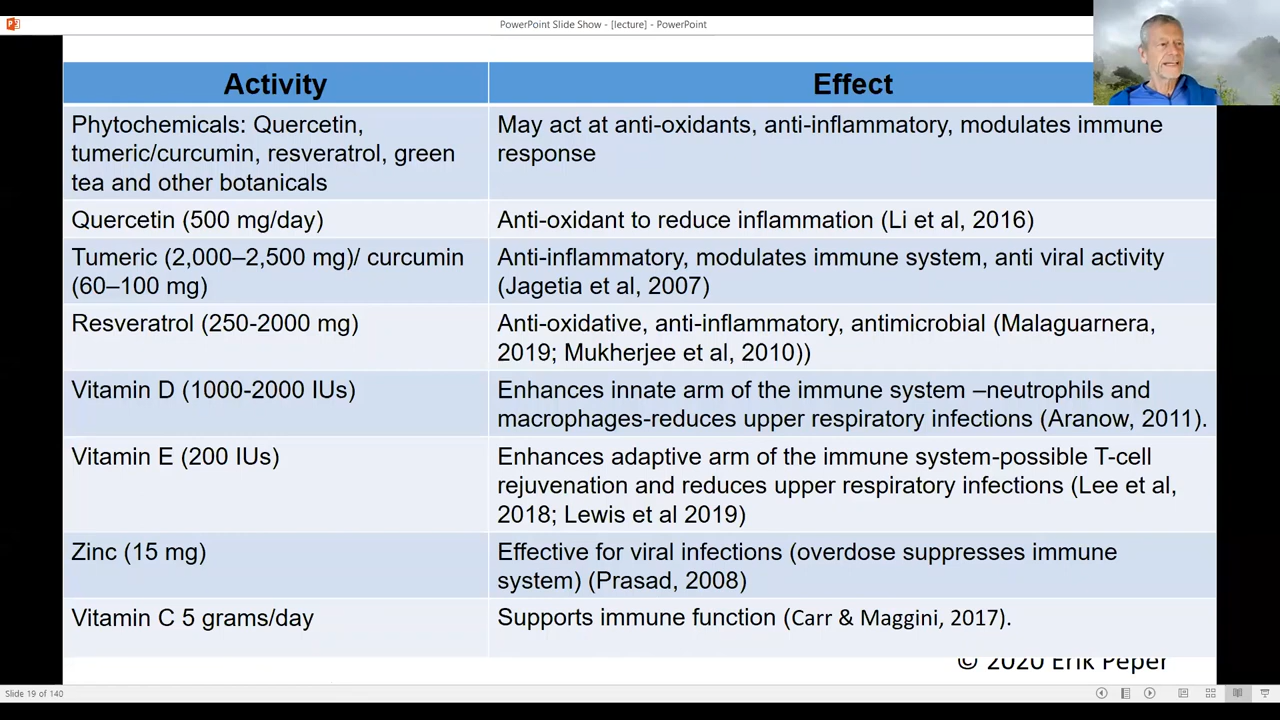 PowerPoint Slide Show - [lecture] - PowerPoint
Activity
Effect
Phytochemicals: Quercetin,
tumeric/curcumin, resveratrol, green
tea and other botanicals
May act at anti-oxidants, anti-inflammatory, modulates immune
response
Quercetin (500 mg/day)
Anti-oxidant to reduce inflammation (Li et al, 2016)
Tumeric (2,000–2,500 mg)/ curcumin
(60–100 mg)
Anti-inflammatory, modulates immune system, anti viral activity
(Jagetia et al, 2007)
Resveratrol (250-2000 mg)
Anti-oxidative, anti-inflammatory, antimicrobial (Malaguarnera,
2019; Mukherjee et al, 2010))
Vitamin D (1000-2000 IUs)
Enhances innate arm of the immune system –neutrophils and
macrophages-reduces upper respiratory infections (Aranow, 2011).
Vitamin E (200 IUs)
Enhances adaptive arm of the immune system-possible T-cell
rejuvenation and reduces upper respiratory infections (Lee et al,
2018; Lewis et al 2019)
Zinc (15 mg)
Effective for viral infections (overdose suppresses immune
system) (Prasad, 2008)
Vitamin C 5 grams/day
Supports immune function (Carr & Maggini, 2017).
© 2020 Erik Peper
Slide 19 of 140